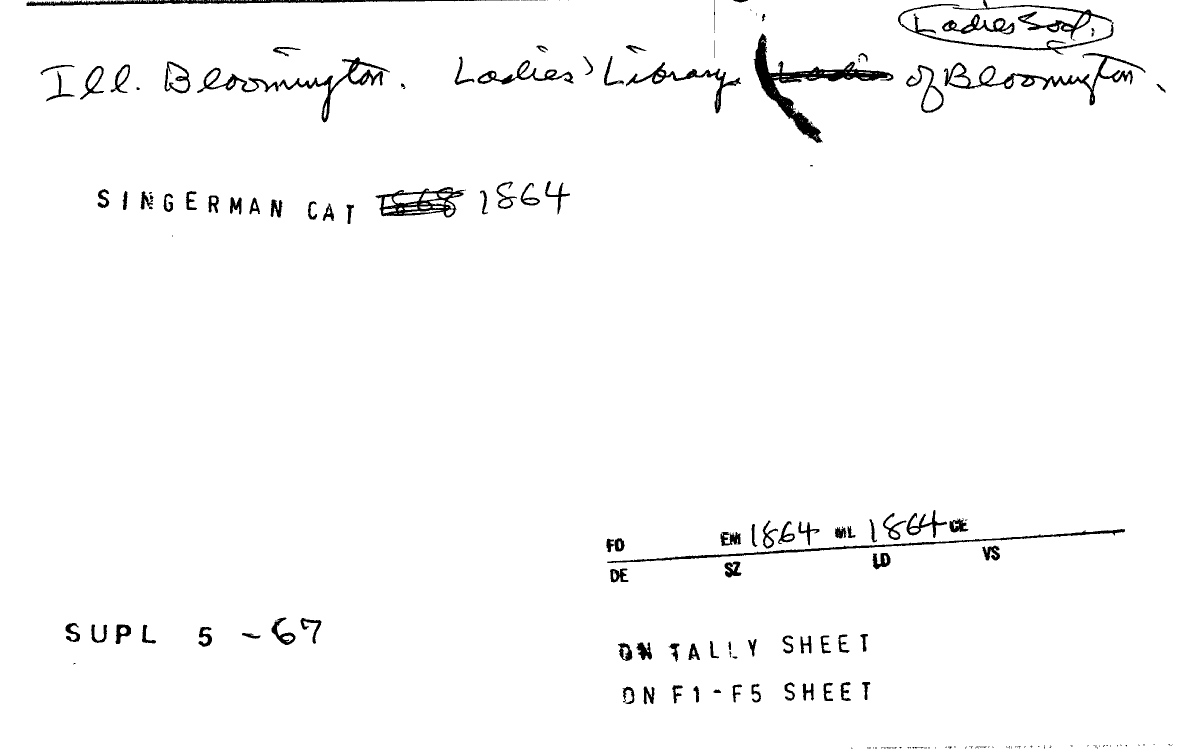 Ladies Soc.
Ill. Bloomington. Ladies' Library. Ladies of Bloomington.
SINGERMAN CAT 1868 1864
FO EM 1864 ML 1864 CE
DE SZ LD VS
SUPL 5 - 67
ON TALLY SHEET
ON F1-F5 SHEET